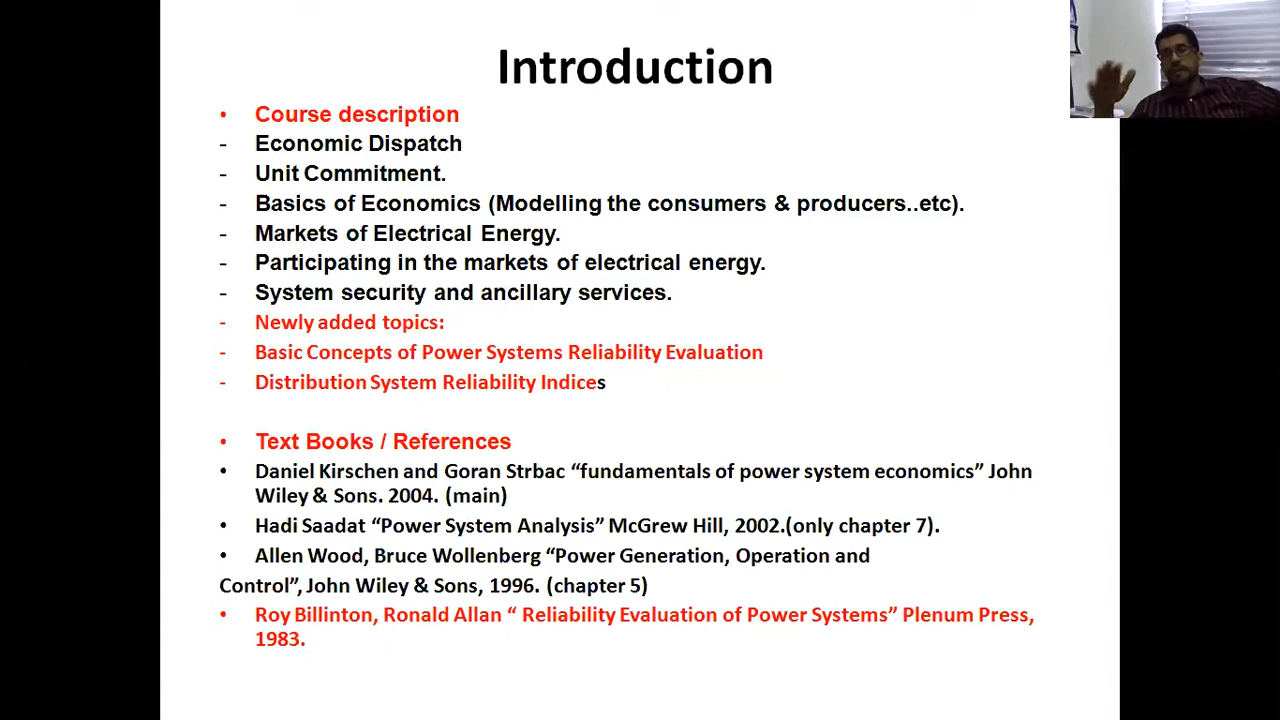 Introduction
• Course description
- Economic Dispatch
- Unit Commitment.
- Basics of Economics (Modelling the consumers & producers..etc).
- Markets of Electrical Energy.
- Participating in the markets of electrical energy.
- System security and ancillary services.
- Newly added topics:
- Basic Concepts of Power Systems Reliability Evaluation
- Distribution System Reliability Indices
• Text Books / References
• Daniel Kirschen and Goran Strbac “fundamentals of power system economics” John
Wiley & Sons. 2004. (main)
• Hadi Saadat “Power System Analysis” McGrew Hill, 2002.(only chapter 7).
• Allen Wood, Bruce Wollenberg “Power Generation, Operation and
Control”, John Wiley & Sons, 1996. (chapter 5)
• Roy Billinton, Ronald Allan “ Reliability Evaluation of Power Systems” Plenum Press,
1983.